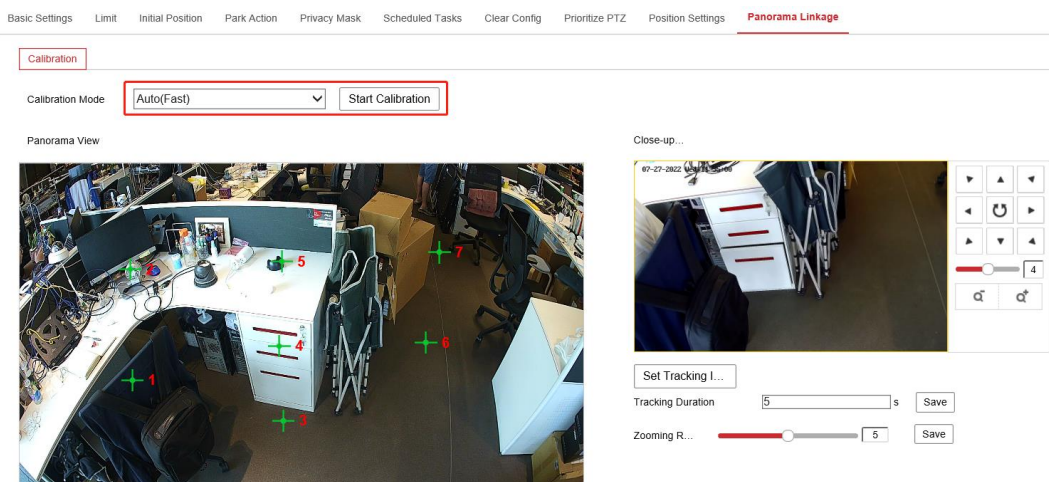 Basic Settings Limit Initial Position Park Action Privacy Mask Scheduled Tasks Clear Config Prioritize PTZ Position Settings Panorama Linkage
Calibration
Calibration Mode Auto(Fast) Start Calibration
Panorama View Close-up...
07-27-2022
2
5
7
4
6
1
3
4
Set Tracking I...
Tracking Duration 5 s Save
Zooming R... 5 Save